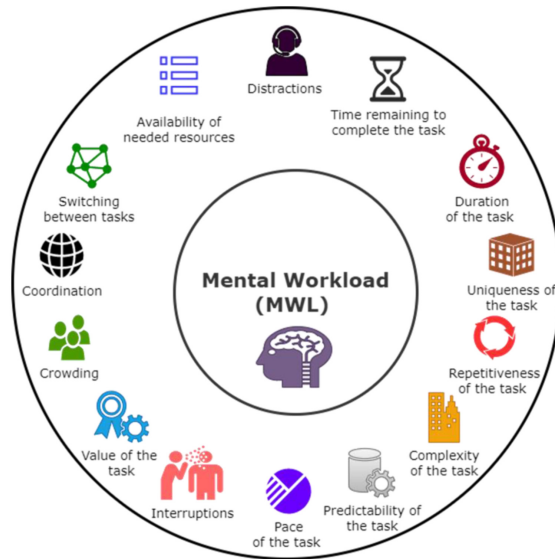 Distractions
Time remaining to
complete the task
Duration
of the task
Uniqueness of
the task
Repetitiveness
of the task
Complexity
of the task
Predictability of
the task
Pace
of the task
Interruptions
Value of the
task
Crowding
Coordination
Switching
between tasks
Availability of
needed resources
Mental Workload
(MWL)